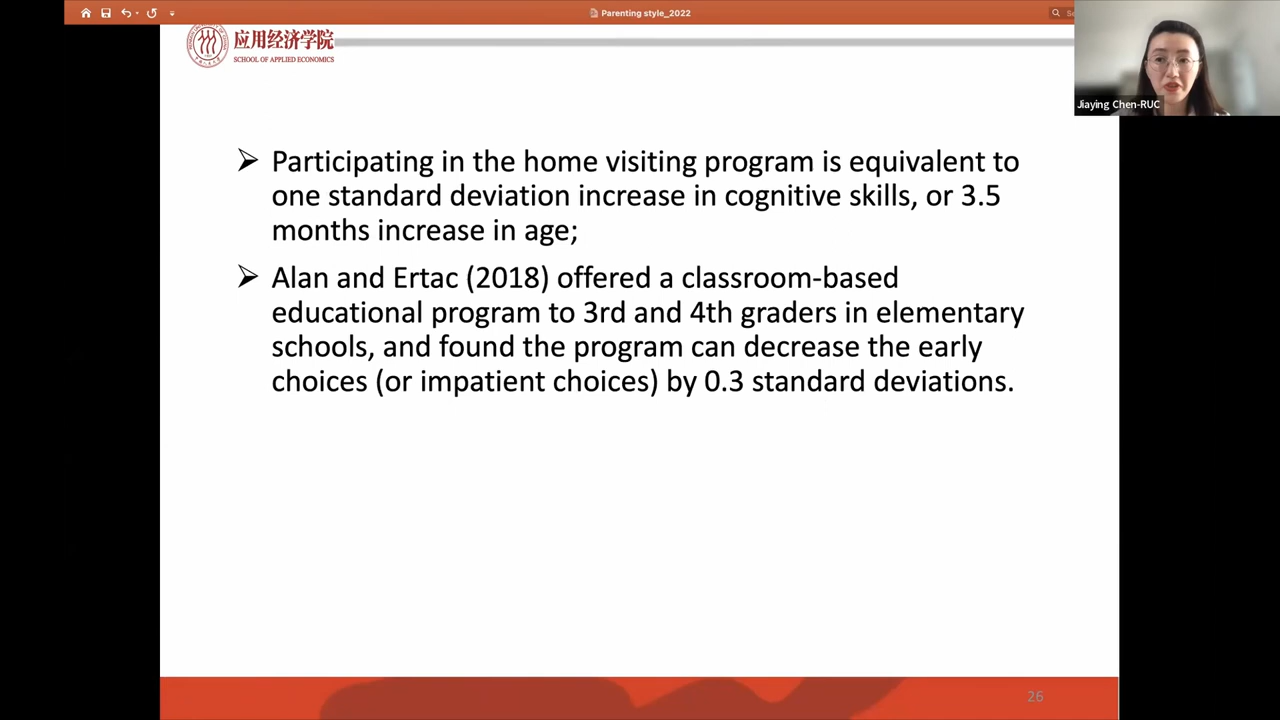 Parenting style_2022
应用经济学院
SCHOOL OF APPLIED ECONOMICS
Jiaying Chen-RUC
➢ Participating in the home visiting program is equivalent to
one standard deviation increase in cognitive skills, or 3.5
months increase in age;
➢ Alan and Ertac (2018) offered a classroom-based
educational program to 3rd and 4th graders in elementary
schools, and found the program can decrease the early
choices (or impatient choices) by 0.3 standard deviations.
26